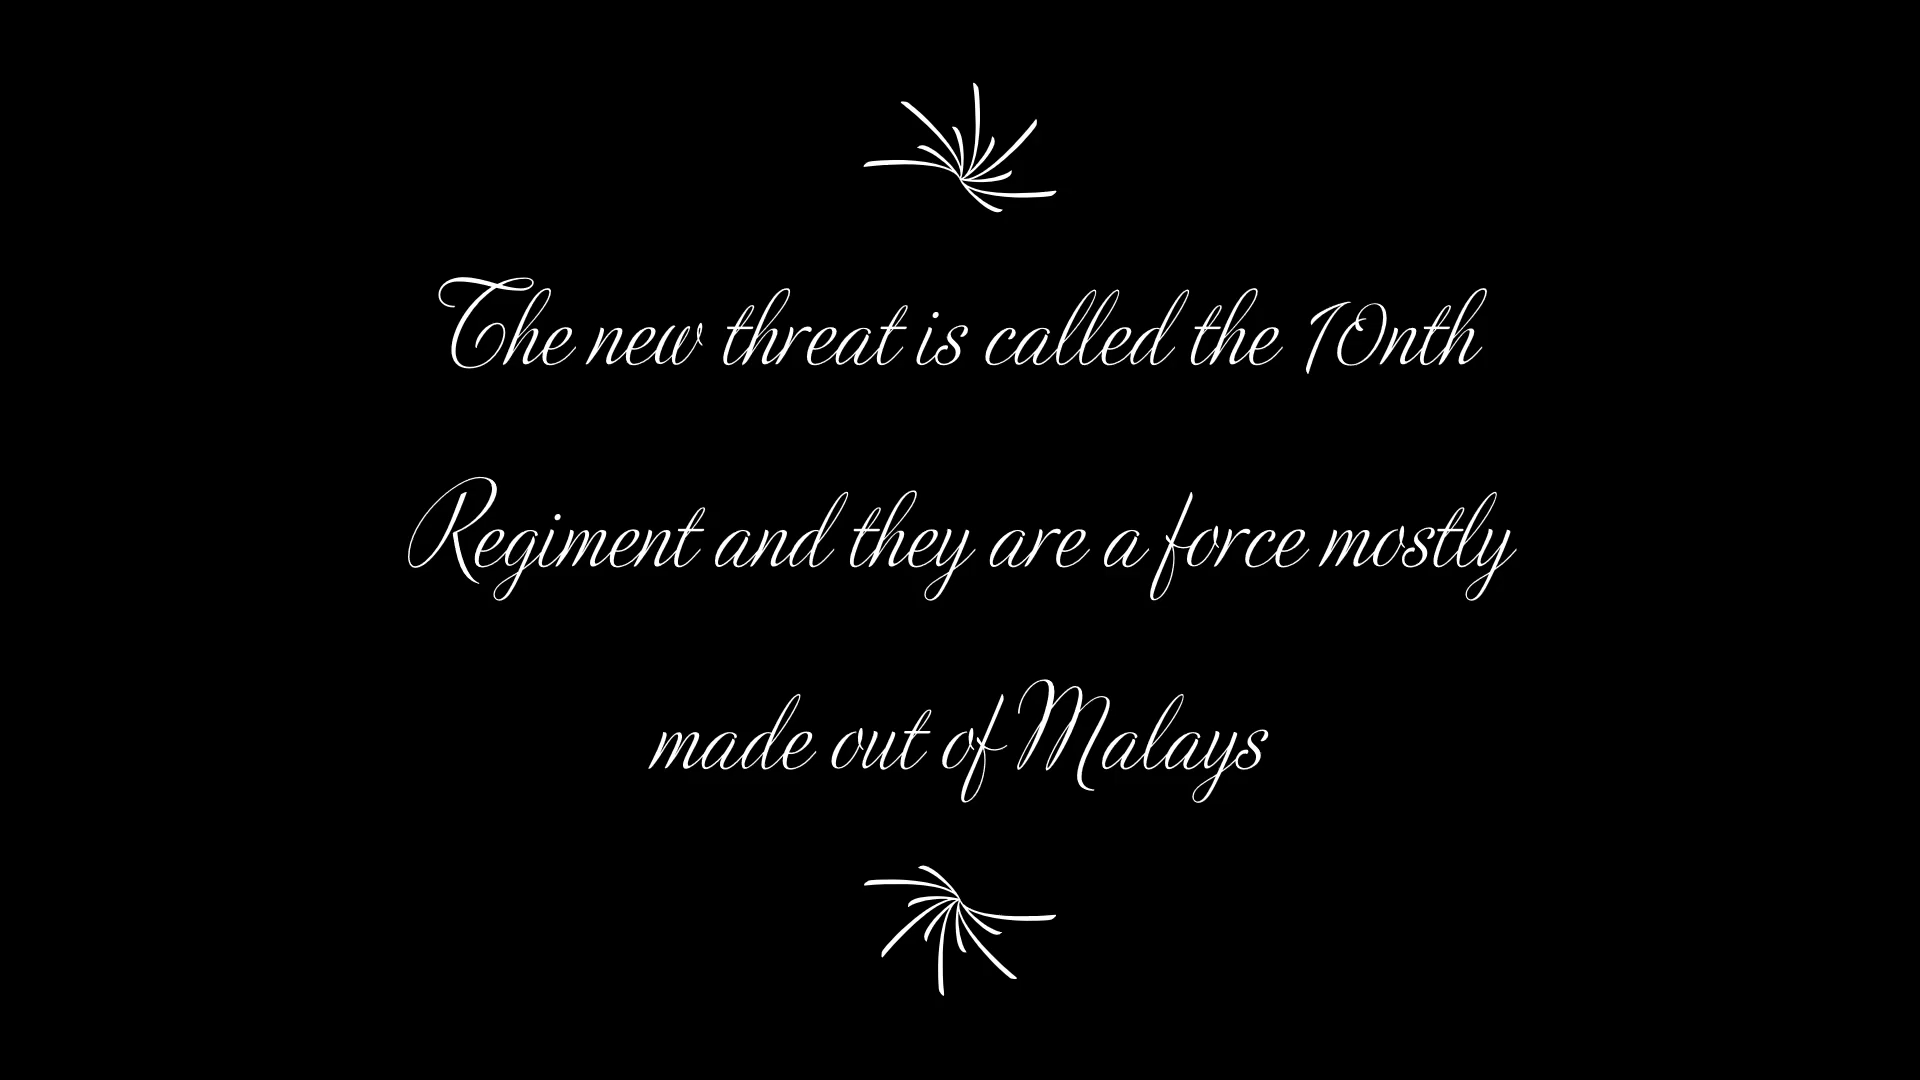 The new threat is called the 10nth
Regiment and they are a force mostly
made out of Malays